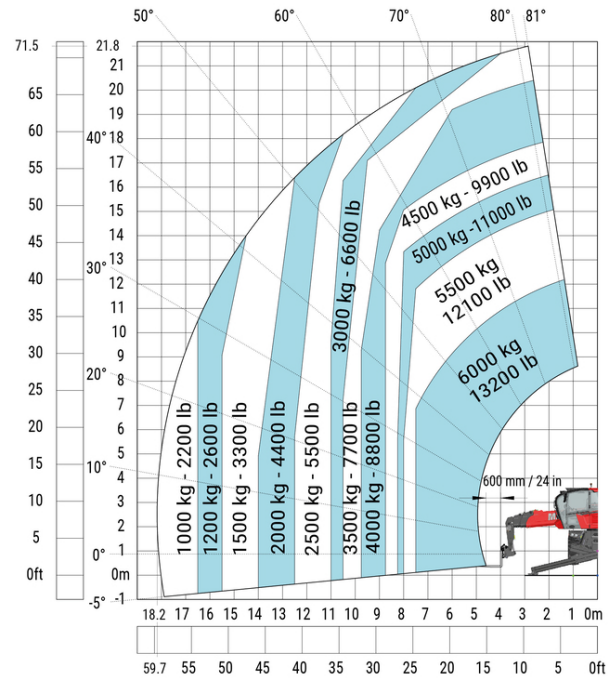 50° 60° 70° 80° 81°
71.5 21.8
21
65 20
19
60 40° 18
17
55 16
50 15
14
45 30° 13
12
40 11
35 10
30 9
8
25 20° 7
20 6
5
15 4
10 10° 3
2
5 0° 1
0ft 0m
-5° -1
4500 kg - 9900 lb
5000 kg -11000 lb
5500 kg
12100 lb
6000 kg
13200 lb
3000 kg - 6600 lb
1000 kg - 2200 lb
1200 kg - 2600 lb
1500 kg - 3300 lb
2000 kg - 4400 lb
2500 kg - 5500 lb
3500 kg - 7700 lb
4000 kg - 8800 lb
600 mm / 24 in
18.2 17 16 15 14 13 12 11 10 9 8 7 6 5 4 3 2 1 0m
59.7 55 50 45 40 35 30 25 20 15 10 5 0ft